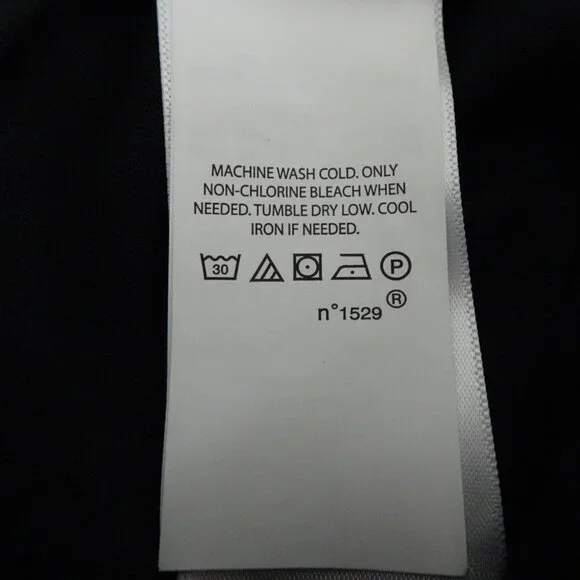 MACHINE WASH COLD. ONLY
NON-CHLORINE BLEACH WHEN
NEEDED. TUMBLE DRY LOW. COOL
IRON IF NEEDED.
30 P
n°1529®